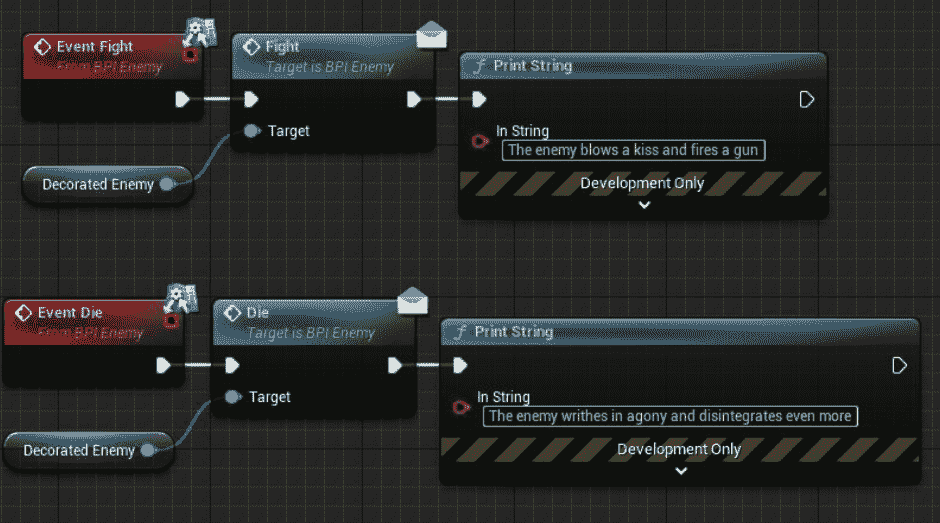 Event Fight
From BPI Enemy
Fight
Target is BPI Enemy
Print String
Target
In String
The enemy blows a kiss and fires a gun
Decorated Enemy
Development Only
Event Die
From BPI Enemy
Die
Target is BPI Enemy
Print String
Target
In String
The enemy writhes in agony and disintegrates even more
Decorated Enemy
Development Only